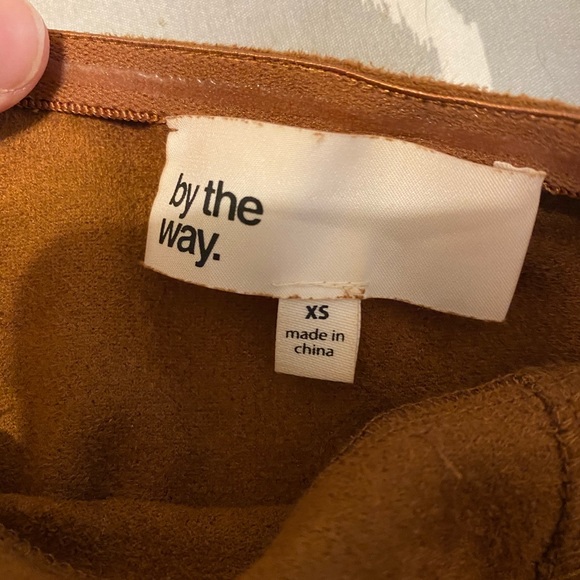 by the
way.
XS
made in
china